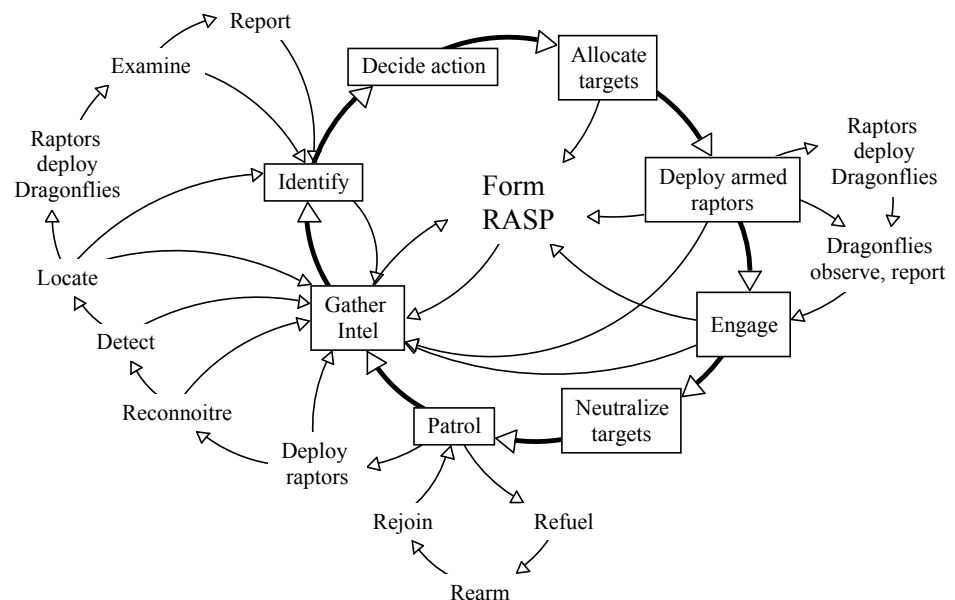 Report
Examine
Decide action
Allocate
targets
Raptors
deploy
Dragonflies
Identify
Form
RASP
Deploy armed
raptors
Raptors
deploy
Dragonflies
Dragonflies
observe, report
Locate
Gather
Intel
Engage
Detect
Reconnoitre
Patrol
Neutralize
targets
Deploy
raptors
Rejoin
Refuel
Rearm